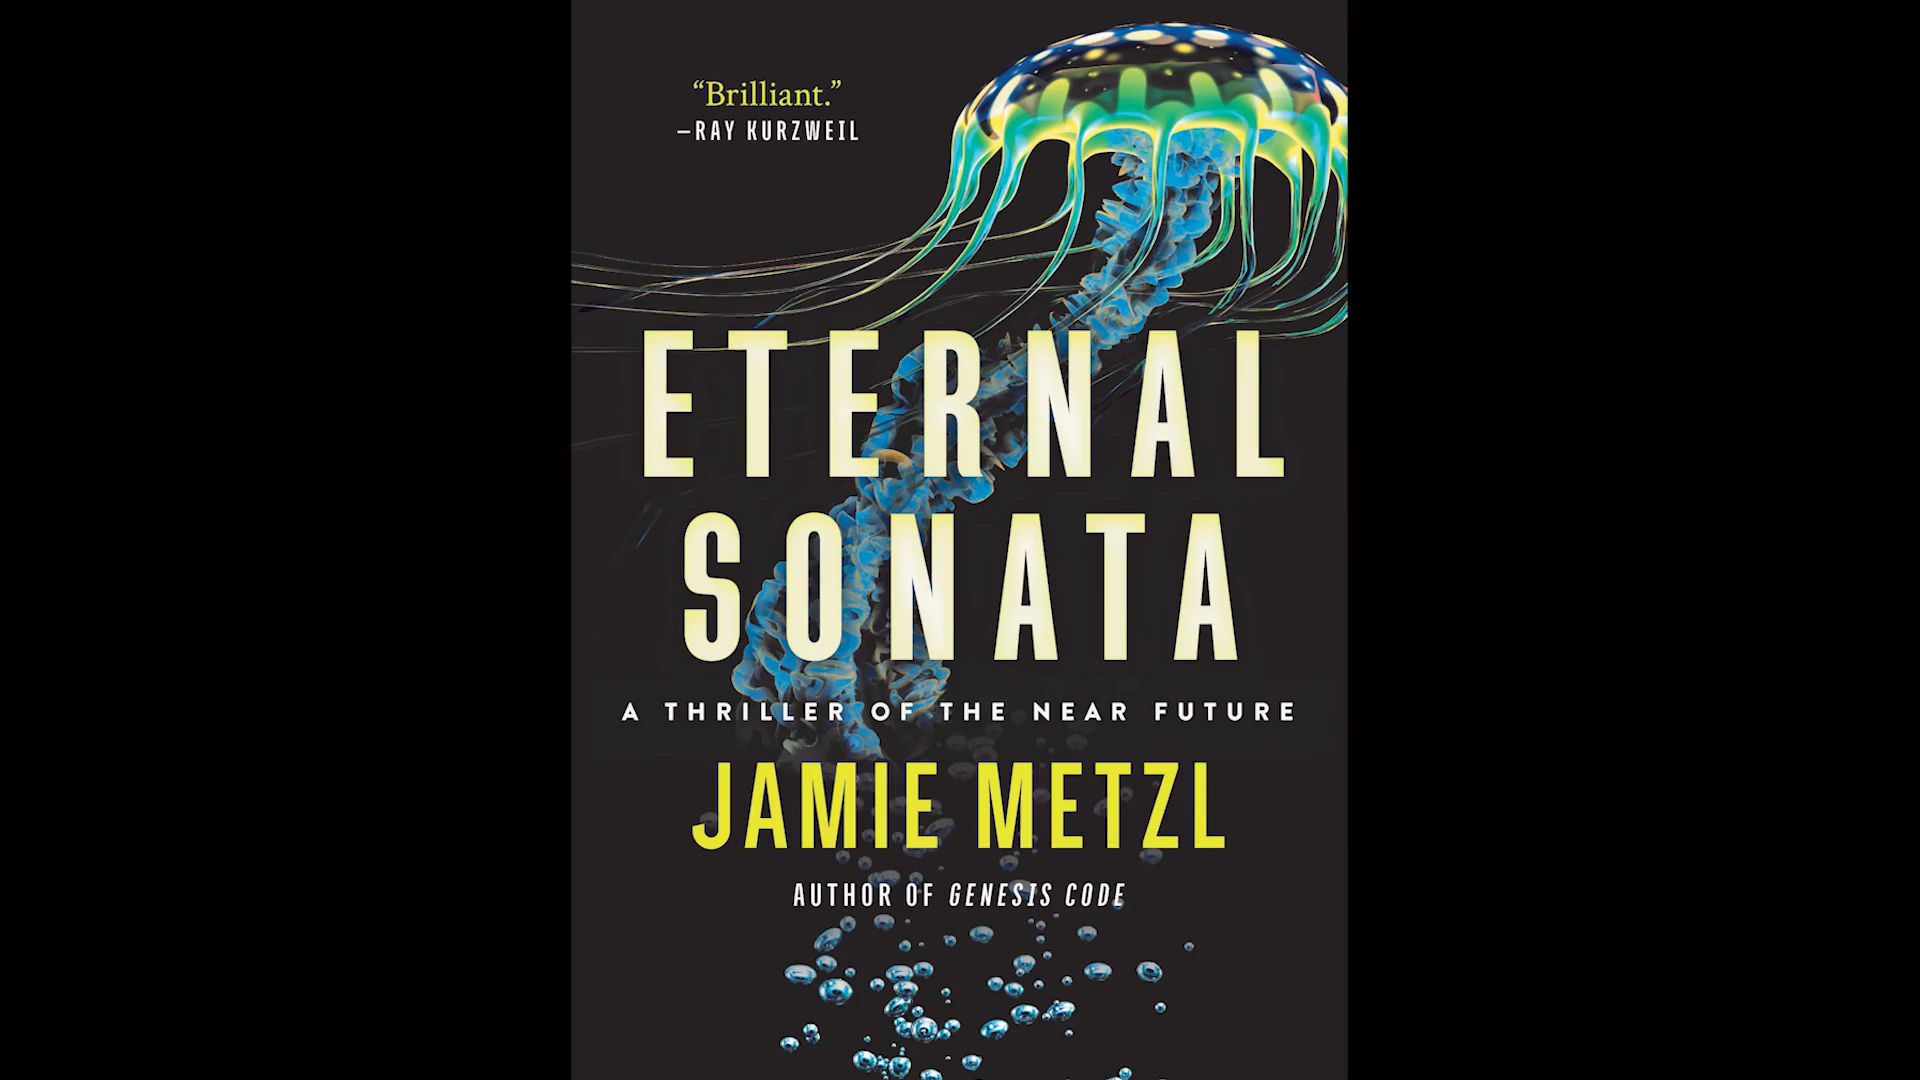 “Brilliant.”
—RAY KURZWEIL
ETERNAL
SONATA
A THRILLER OF THE NEAR FUTURE
JAMIE METZL
AUTHOR OF GENESIS CODE